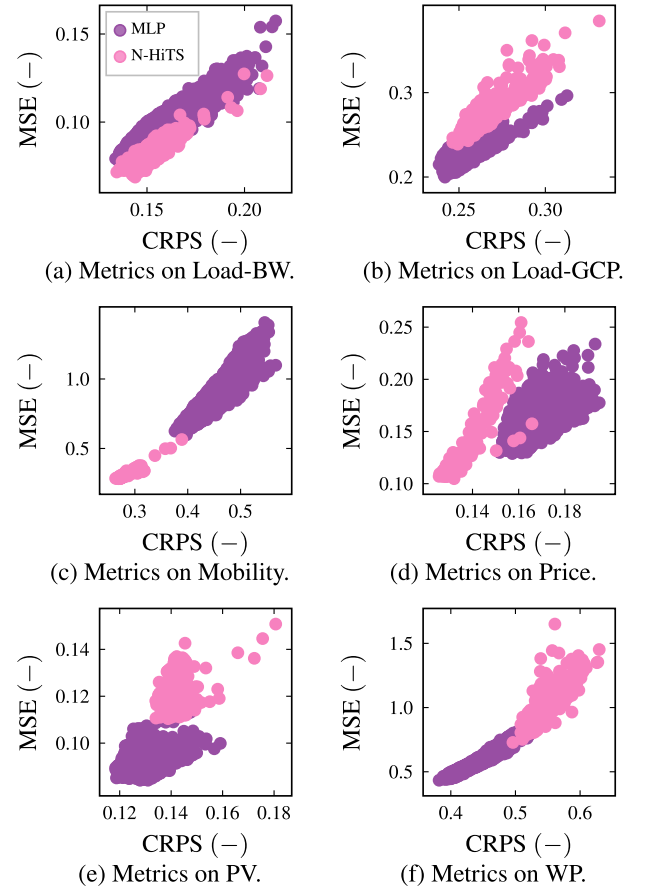 MLP
N-HiTS
0.15
0.10
MSE (−)
0.15 0.20
CRPS (−)
(a) Metrics on Load-BW.
0.3
0.2
MSE (−)
0.25 0.30
CRPS (−)
(b) Metrics on Load-GCP.
1.0
0.5
MSE (−)
0.3 0.4 0.5
CRPS (−)
(c) Metrics on Mobility.
0.25
0.20
0.15
0.10
MSE (−)
0.14 0.16 0.18
CRPS (−)
(d) Metrics on Price.
0.14
0.12
0.10
MSE (−)
0.12 0.14 0.16 0.18
CRPS (−)
(e) Metrics on PV.
1.5
1.0
0.5
MSE (−)
0.4 0.5 0.6
CRPS (−)
(f) Metrics on WP.